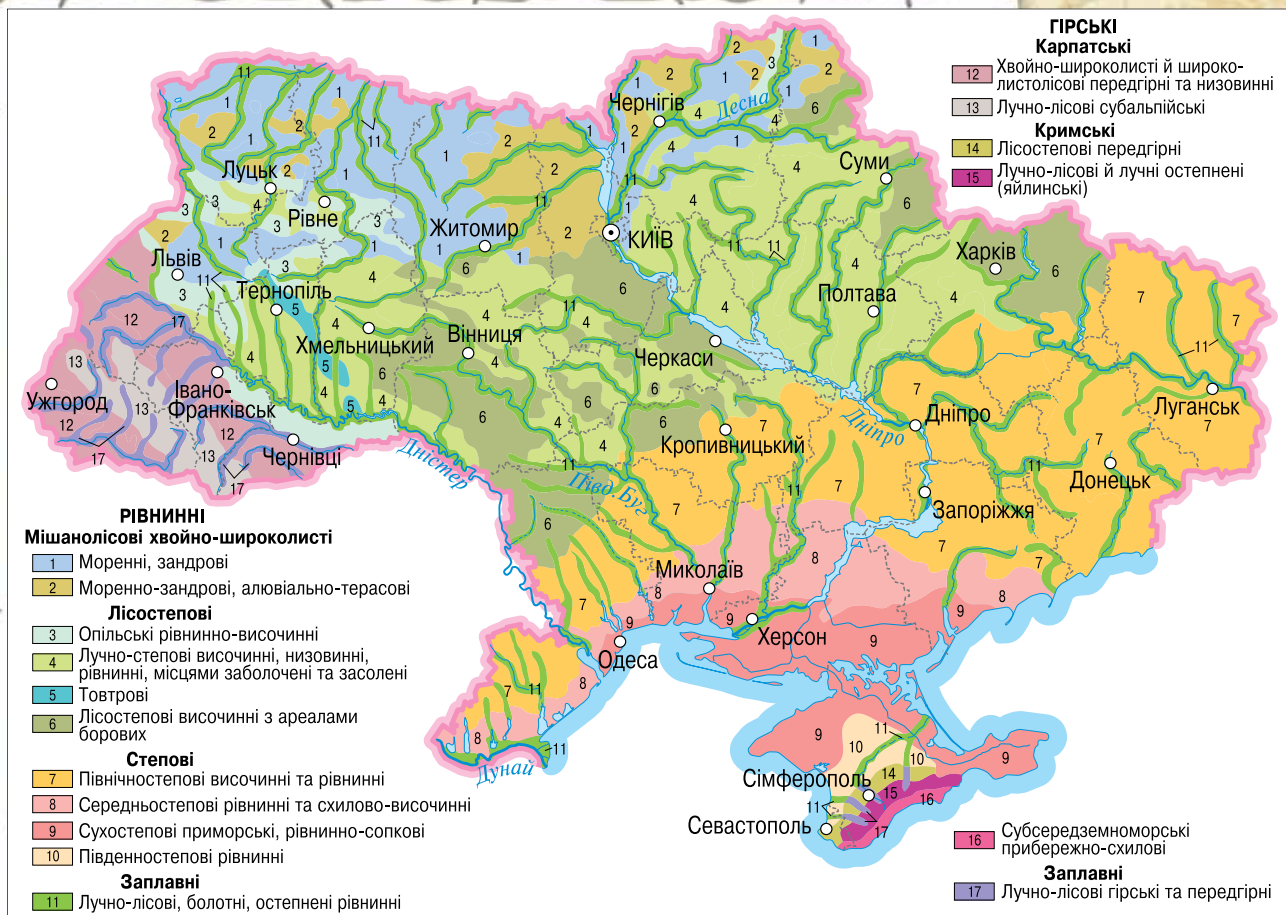 ГІРСЬКІ
Карпатські
12 Хвойно-широколисті й широко-
листолісові передгірні та низовинні
13 Лучно-лісові субальпійські
Кримські
14 Лісостепові передгірні
15 Лучно-лісові й лучні остепнені
(яйлинські)
Чернігів
Десна
Луцьк
Рівне
Житомир
КИЇВ
Суми
Львів
Тернопіль
Хмельницький
Вінниця
Черкаси
Полтава
Харків
Ужгород
Івано-
Франківськ
Чернівці
Дністер
Півд. Буг
Кропивницький
Дніпро
Дніпро
Луганськ
Донецьк
Запоріжжя
Миколаїв
Херсон
Одеса
Дунай
Сімферополь
Севастополь
РІВНИННІ
Мішанолісові хвойно-широколисті
1 Моренні, зандрові
2 Моренно-зандрові, алювіально-терасові
Лісостепові
3 Опільські рівнинно-височинні
4 Лучно-степові височинні, низовинні,
рівнинні, місцями заболочені та засолені
5 Товтрові
6 Лісостепові височинні з ареалами
борових
Степові
7 Північностепові височинні та рівнинні
8 Середньостепові рівнинні та схилово-височинні
9 Сухостепові приморські, рівнинно-сопкові
10 Південностепові рівнинні
Заплавні
11 Лучно-лісові, болотні, остепнені рівнинні
16 Субсередземноморські
прибережно-схилові
Заплавні
17 Лучно-лісові гірські та передгірні